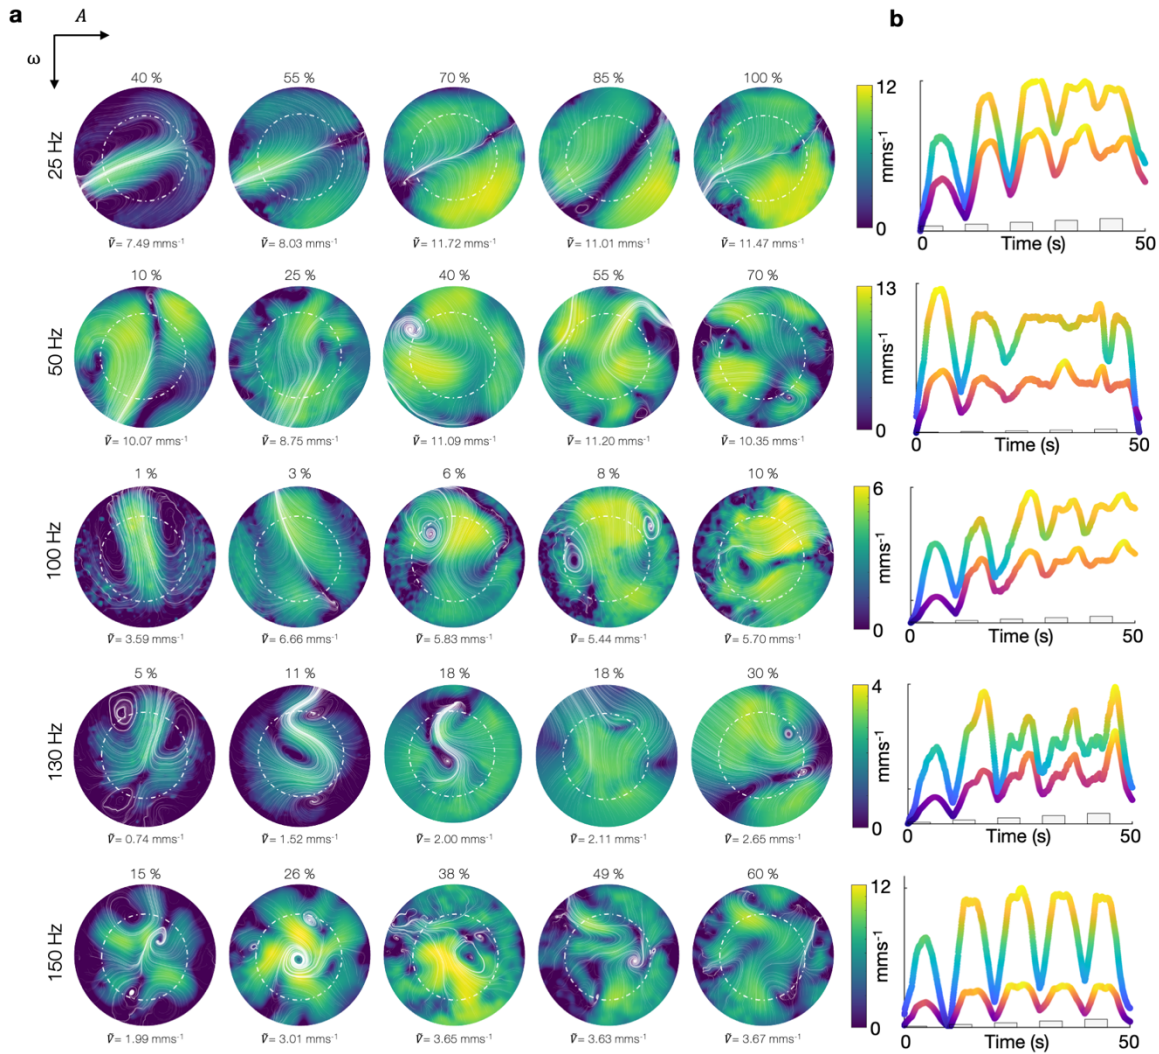 a
A
ω
b
40 %
55 %
70 %
85 %
100 %
25 Hz
Ṽ= 7.49 mms⁻¹
Ṽ= 8.03 mms⁻¹
Ṽ= 11.72 mms⁻¹
Ṽ= 11.01 mms⁻¹
Ṽ= 11.47 mms⁻¹
12
mms⁻¹
0
12
0
Time (s)
50
10 %
25 %
40 %
55 %
70 %
50 Hz
Ṽ= 10.07 mms⁻¹
Ṽ= 8.75 mms⁻¹
Ṽ= 11.09 mms⁻¹
Ṽ= 11.20 mms⁻¹
Ṽ= 10.35 mms⁻¹
13
mms⁻¹
0
13
0
Time (s)
50
1 %
3 %
6 %
8 %
10 %
100 Hz
Ṽ= 3.59 mms⁻¹
Ṽ= 6.66 mms⁻¹
Ṽ= 5.83 mms⁻¹
Ṽ= 5.44 mms⁻¹
Ṽ= 5.70 mms⁻¹
6
mms⁻¹
0
6
0
Time (s)
50
5 %
11 %
18 %
18 %
30 %
130 Hz
Ṽ= 0.74 mms⁻¹
Ṽ= 1.52 mms⁻¹
Ṽ= 2.00 mms⁻¹
Ṽ= 2.11 mms⁻¹
Ṽ= 2.65 mms⁻¹
4
mms⁻¹
0
4
0
Time (s)
50
15 %
26 %
38 %
49 %
60 %
150 Hz
Ṽ= 1.99 mms⁻¹
Ṽ= 3.01 mms⁻¹
Ṽ= 3.65 mms⁻¹
Ṽ= 3.63 mms⁻¹
Ṽ= 3.67 mms⁻¹
12
mms⁻¹
0
12
0
Time (s)
50